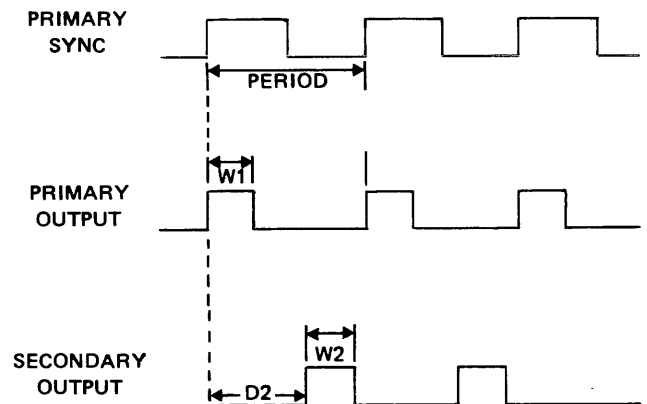 PRIMARY
SYNC
PERIOD
W1
PRIMARY
OUTPUT
W2
SECONDARY
OUTPUT
D2